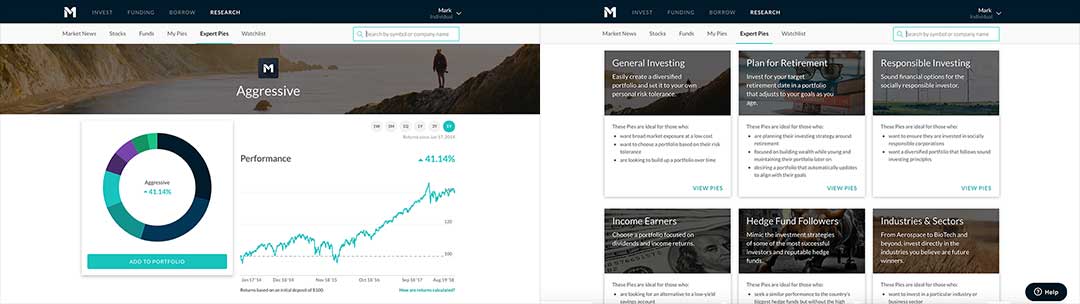 INVEST FUNDING BORROW RESEARCH
Mark
Individual
Market News Stocks Funds My Pies Expert Pies Watchlist
Search by symbol or company name
M
Aggressive
Aggressive
41.14%
ADD TO PORTFOLIO
1W 1M 1Y
Performance
41.14%
120
100
Jan 17 '14 Dec 18 '14 Nov 18 '15 Oct 18 '16 Sep 18 '17 Aug 19 '18
Returns based on an initial deposit of $100
How are returns calculated?
INVEST FUNDING BORROW RESEARCH
Mark
Individual
Market News Stocks Funds My Pies Expert Pies Watchlist
Search by symbol or company name
General Investing
Easily create a diversified
portfolio and set it to your own
personal risk tolerance.
These Pies are ideal for those who:
want broad market exposure at a low cost
want to choose a portfolio based on their risk
tolerance
are looking to build up a portfolio over time
VIEW PIES
Plan for Retirement
Invest for your target
retirement date in a portfolio
that adjusts to your goals as you
age.
These Pies are ideal for those who:
are planning their investing strategy around
retirement
focused on building wealth while young and
maintaining their portfolio later on
desiring a portfolio that automatically updates
to align with their goals
VIEW PIES
Responsible Investing
Sound financial options for the
socially responsible investor.
These Pies are ideal for those who:
want to ensure they are invested in socially
responsible corporations
want a diversified portfolio that follows sound
investing principles
VIEW PIES
Income Earners
Choose a portfolio focused on
dividends and income returns.
These Pies are ideal for those who:
are looking for an alternative to a low-yield
savings account
Hedge Fund Followers
Mimic the investment strategies
of some of the most successful
investors and reputable hedge
funds.
These Pies are ideal for those who:
seek a similar performance to the country's
biggest hedge funds but without the high
Industries & Sectors
From Aerospace to BioTech and
beyond, invest directly in the
industries you believe are future
winners.
These Pies are ideal for those who:
want to invest in a particular industry or
business sector
Help